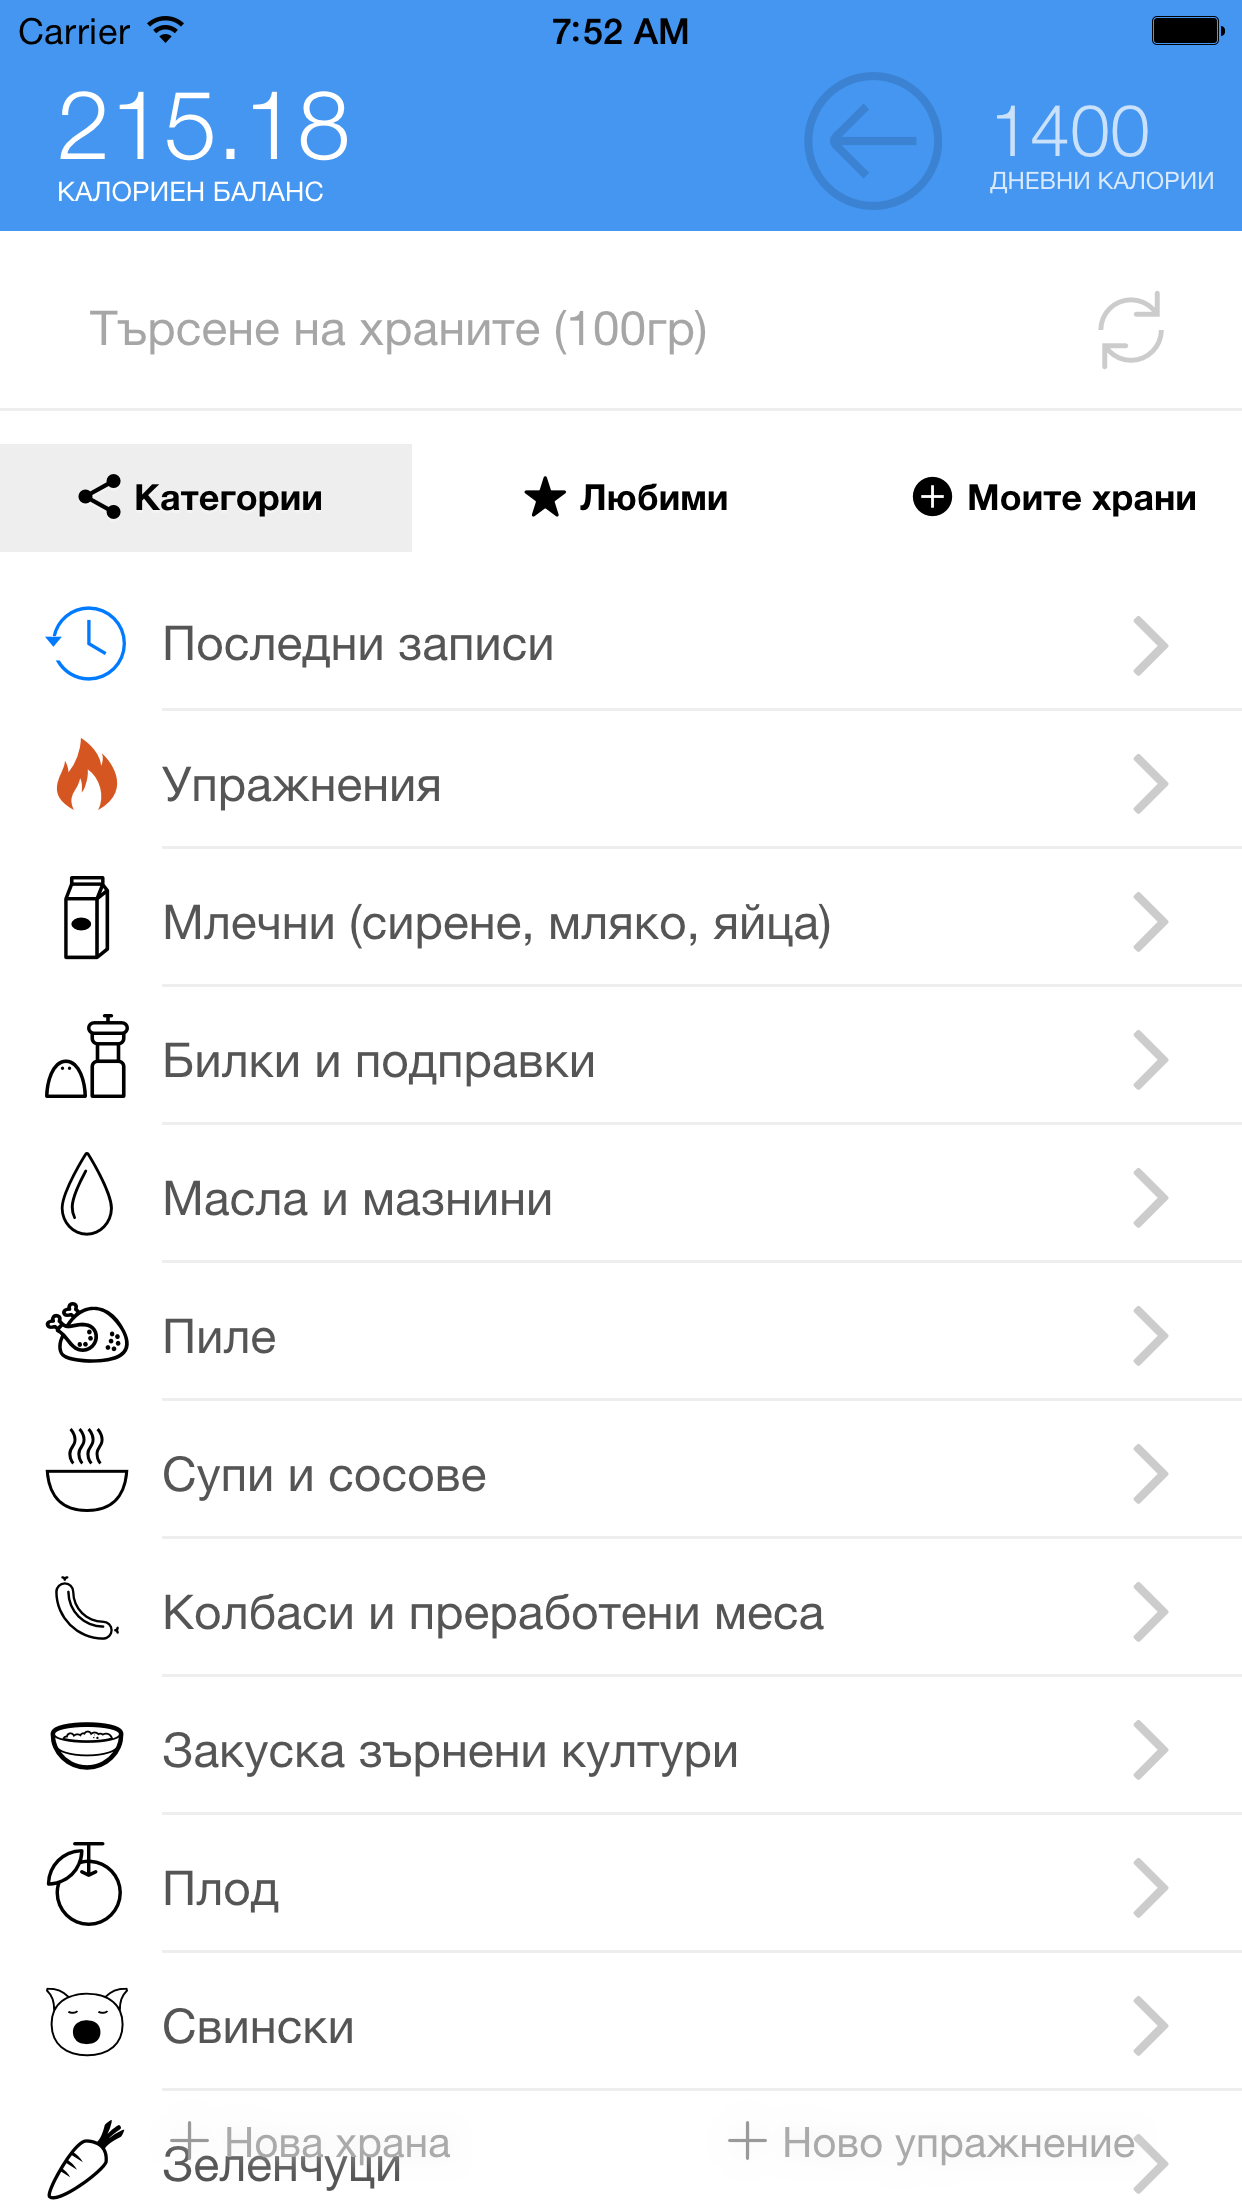 Carrier 7:52 AM
215.18
КАЛОРИЕН БАЛАНС
1400
ДНЕВНИ КАЛОРИИ
Търсене на храните (100гр)
Категории
Любими
Моите храни
Последни записи
Упражнения
Млечни (сирене, мляко, яйца)
Билки и подправки
Масла и мазнини
Пиле
Супи и сосове
Колбаси и преработени меса
Закуска зърнени култури
Плод
Свински
Нова храна
Ново упражнение
Зеленчуци